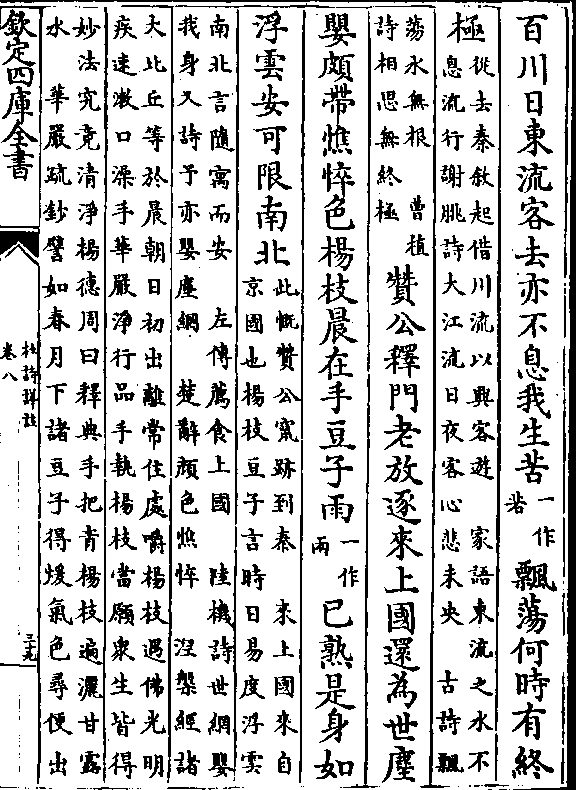 百川日東流客去亦不息我生苦一作若飄蕩何時有終
極從去秦敘起借川流以興客遊 家語東流之水不
息流行謝脁詩大江流日夜客心悲未央 古詩飄
蕩水無根 曹植
詩相思無終極 贊公釋門老放逐來上國還為世塵
嬰頗帶憔悴色楊枝晨在手豆子雨一作兩已熟是身如
浮雲安可限南北此慨贊公竄跡到秦 來上國來自
京國也楊枝豆子言時日易度浮雲
南北言隨寓而安 左傳薦食上國 陸機詩世網嬰
我身又詩予亦嬰塵網 楚辭顏色憔悴 涅槃經諸
大比丘等於晨朝日初出離常住處嚼楊枝遇佛光明
疾速漱口澡手華嚴淨行品手執楊枝當願衆生皆得
妙法究竟清淨楊德周曰釋典手把青楊枝遍灑甘露
水 華嚴疏鈔譬如春月下諸豆子得煖氣色尋便出
欽定四庫全書
杜詩詳註
卷八
三十九